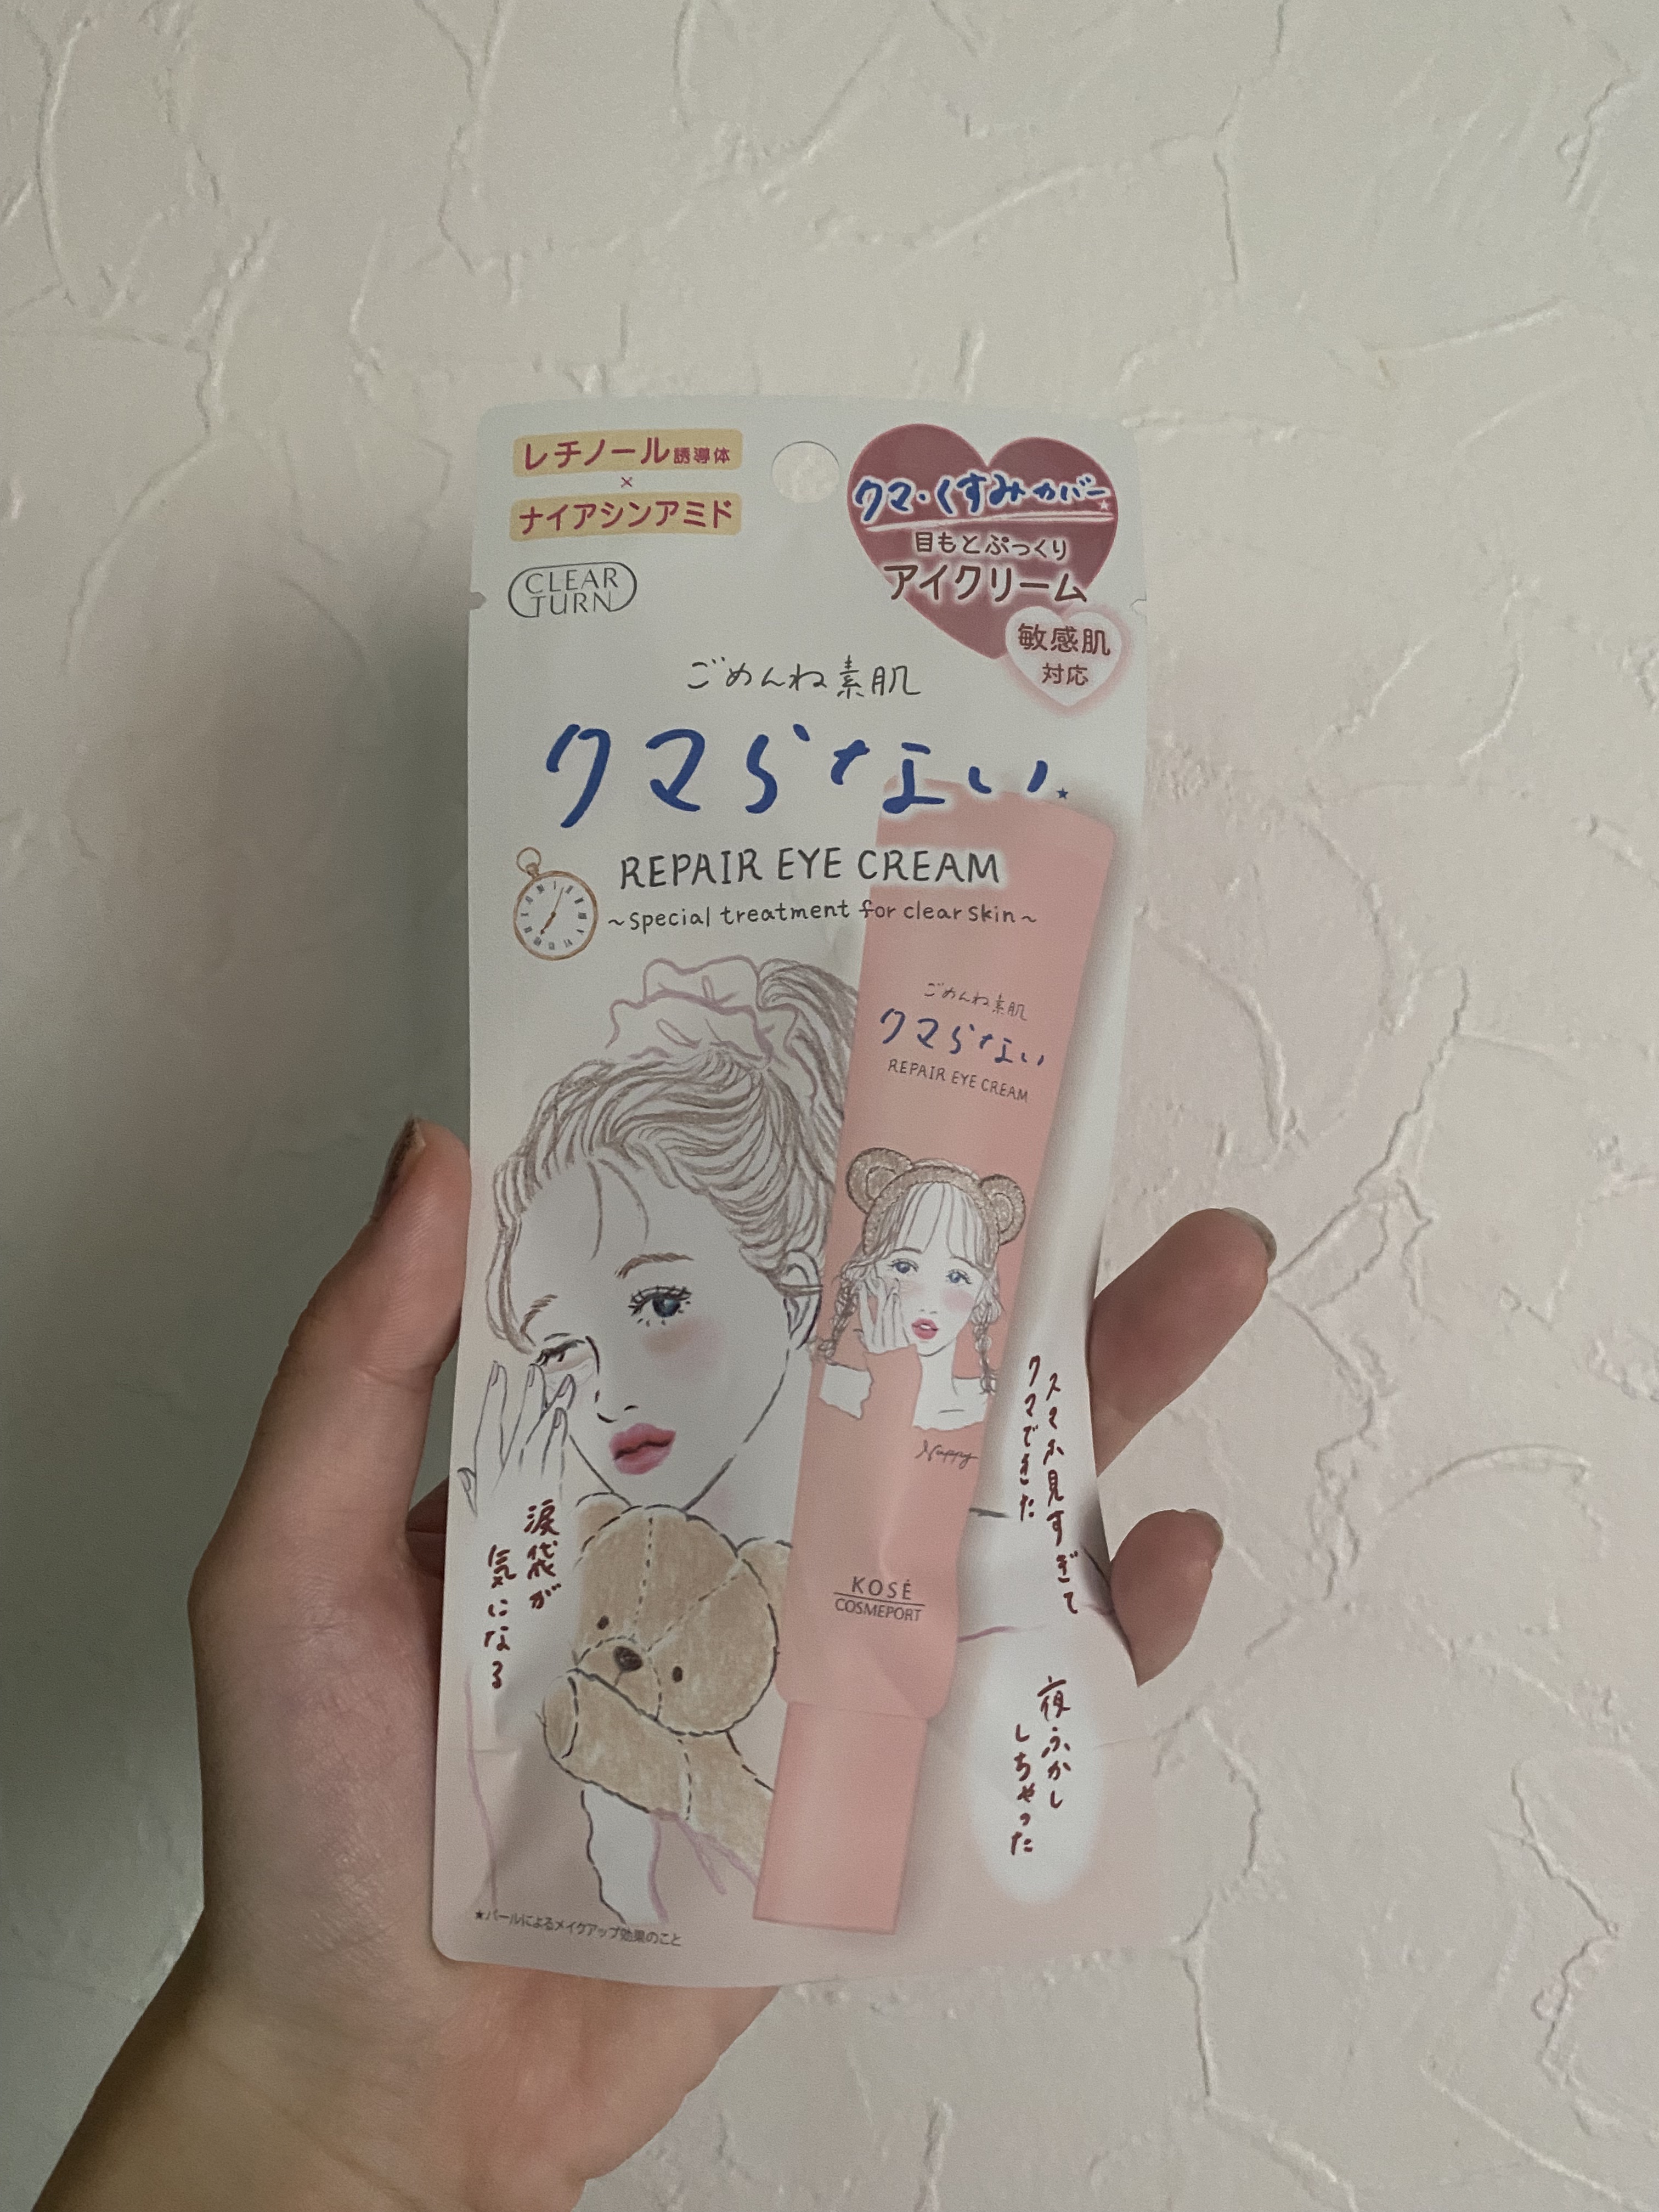 レチノール誘導体
×
ナイアシンアミド
CLEAR
TURN
クマ・くすみカバー★
目もとぷっくり
アイクリーム
敏感肌
対応
ごめんね素肌
クマらない★
REPAIR EYE CREAM
~special treatment for clear skin~
ごめんね素肌
クマらない
REPAIR EYE CREAM
Nappy
KOSÉ
COSMEPORT
スマホ見すぎて
クマできた
涙袋が
気になる
夜ふかし
しちゃった
★パールによるメイクアップ効果のこと